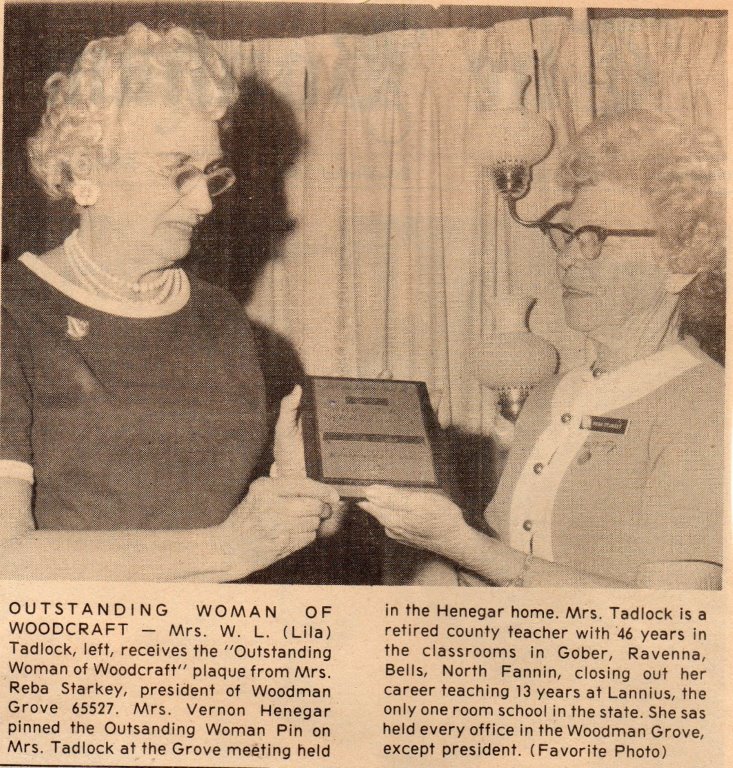 OUTSTANDING WOMAN OF
WOODCRAFT — Mrs. W. L. (Lila)
Tadlock, left, receives the "Outstanding
Woman of Woodcraft" plaque from Mrs.
Reba Starkey, president of Woodman
Grove 65527. Mrs. Vernon Henegar
pinned the Outsanding Woman Pin on
Mrs. Tadlock at the Grove meeting held
in the Henegar home. Mrs. Tadlock is a
retired county teacher with 46 years in
the classrooms in Gober, Ravenna,
Bells, North Fannin, closing out her
career teaching 13 years at Lannius, the
only one room school in the state. She sas
held every office in the Woodman Grove,
except president. (Favorite Photo)